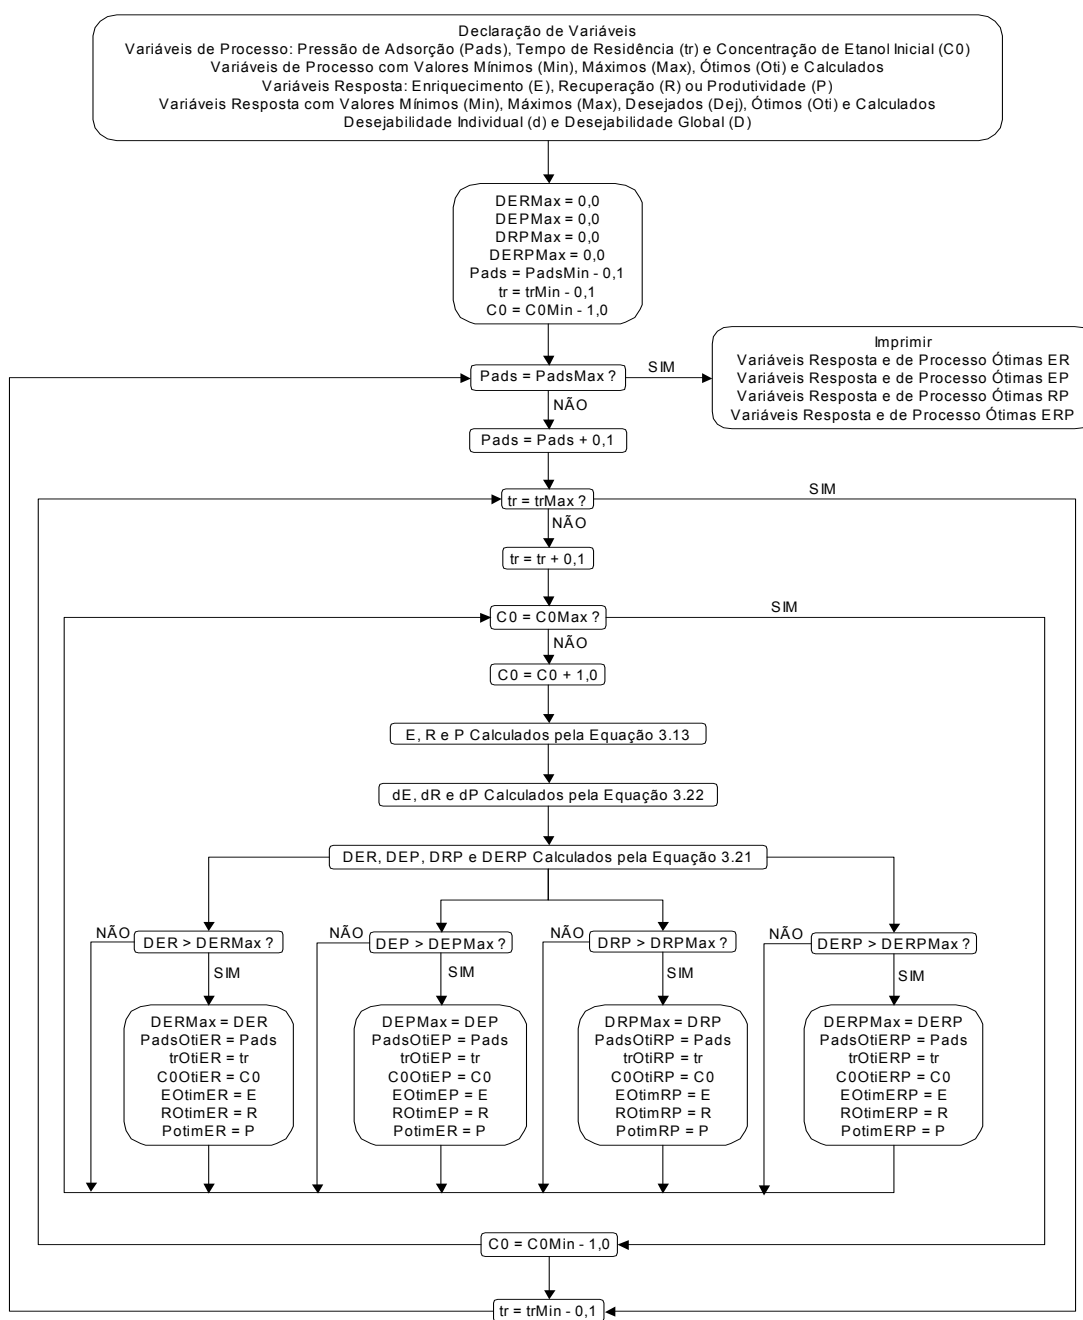 Declaração de Variáveis
Variáveis de Processo: Pressão de Adsorção (Pads), Tempo de Residência (tr) e Concentração de Etanol Inicial (C0)
Variáveis de Processo com Valores Mínimos (Min), Máximos (Max), Ótimos (Oti) e Calculados
Variáveis Resposta: Enriquecimento (E), Recuperação (R) ou Produtividade (P)
Variáveis Resposta com Valores Mínimos (Min), Máximos (Max), Desejados (Dej), Ótimos (Oti) e Calculados
Desejabilidade Individual (d) e Desejabilidade Global (D)
DERMax = 0,0
DEPMax = 0,0
DRPMax = 0,0
DERPMax = 0,0
Pads = PadsMin - 0,1
tr = trMin - 0,1
C0 = C0Min - 1,0
Pads = PadsMax ?
SIM
Imprimir
Variáveis Resposta e de Processo Ótimas ER
Variáveis Resposta e de Processo Ótimas EP
Variáveis Resposta e de Processo Ótimas RP
Variáveis Resposta e de Processo Ótimas ERP
NÃO
Pads = Pads + 0,1
tr = trMax ?
SIM
NÃO
tr = tr + 0,1
C0 = C0Max ?
SIM
NÃO
C0 = C0 + 1,0
E, R e P Calculados pela Equação 3.13
dE, dR e dP Calculados pela Equação 3.22
DER, DEP, DRP e DERP Calculados pela Equação 3.21
NÃO
DER > DERMax ?
SIM
NÃO
DEP > DEPMax ?
SIM
NÃO
DRP > DRPMax ?
SIM
NÃO
DERP > DERPMax ?
SIM
DERMax = DER
PadsOtiER = Pads
trOtiER = tr
C0OtiER = C0
EOtimER = E
ROtimER = R
PotimER = P
DEPMax = DEP
PadsOtiEP = Pads
trOtiEP = tr
C0OtiEP = C0
EOtimEP = E
ROtimEP = R
PotimEP = P
DRPMax = DRP
PadsOtiRP = Pads
trOtiRP = tr
C0OtiRP = C0
EOtimRP = E
ROtimRP = R
PotimRP = P
DERPMax = DERP
PadsOtiERP = Pads
trOtiERP = tr
C0OtiERP = C0
EOtimERP = E
ROtimERP = R
PotimERP = P
C0 = C0Min - 1,0
tr = trMin - 0,1